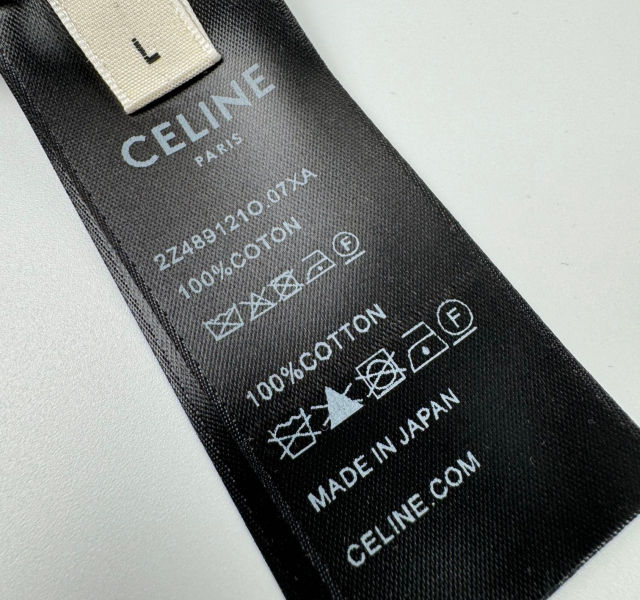 L
CELINE
PARIS
2Z489121O.07XA
100%COTON
F
100%COTTON
F
MADE IN JAPAN
CELINE.COM